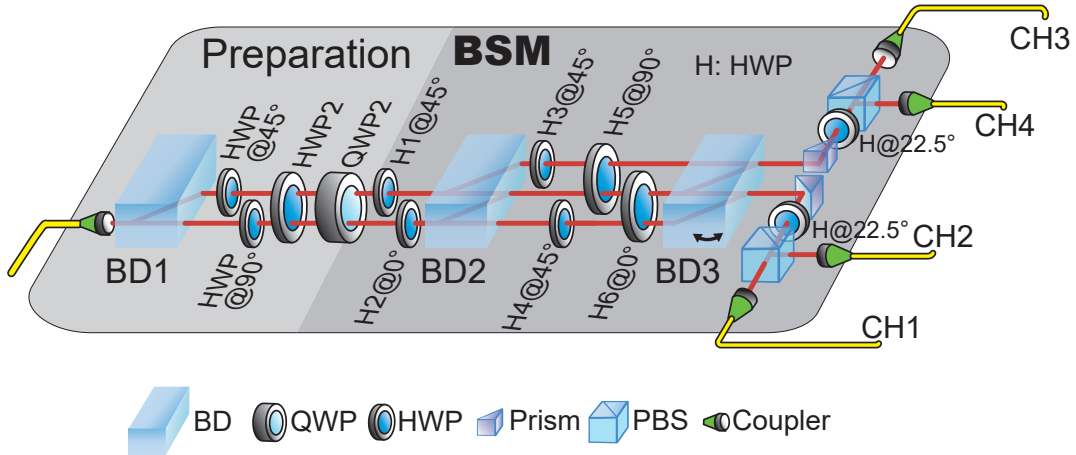 Preparation
BSM
H: HWP
CH3
CH4
HWP
@45°
HWP2
QWP2
H1@45°
H3@45°
H5@90°
H@22.5°
H@22.5°
CH2
BD1
HWP
@90°
H2@0°
BD2
H4@45°
H6@0°
BD3
CH1
BD
QWP
HWP
Prism
PBS
Coupler